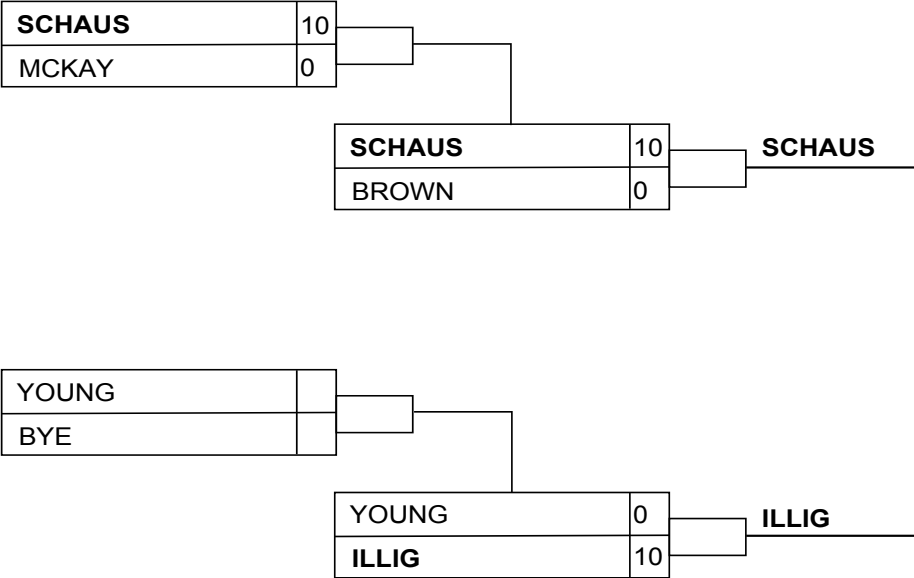 SCHAUS 10
MCKAY 0
SCHAUS 10
BROWN 0
SCHAUS
YOUNG
BYE
YOUNG 0
ILLIG 10
ILLIG